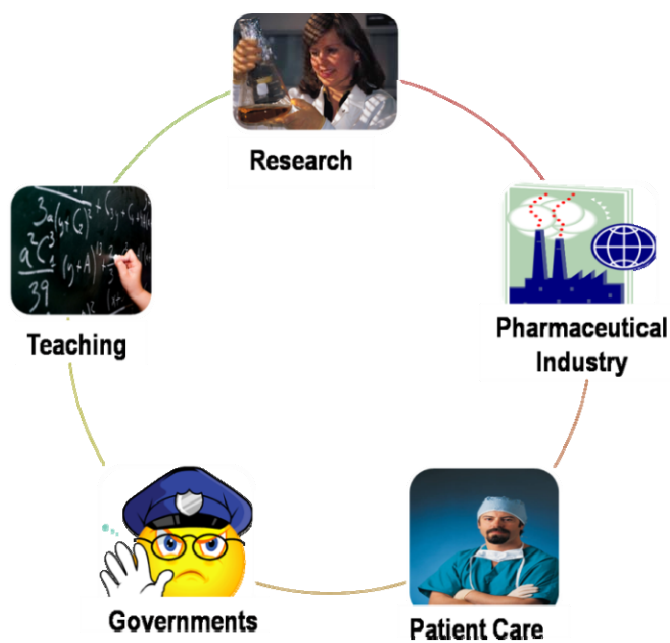 Research
Teaching
Pharmaceutical
Industry
Governments
Patient Care